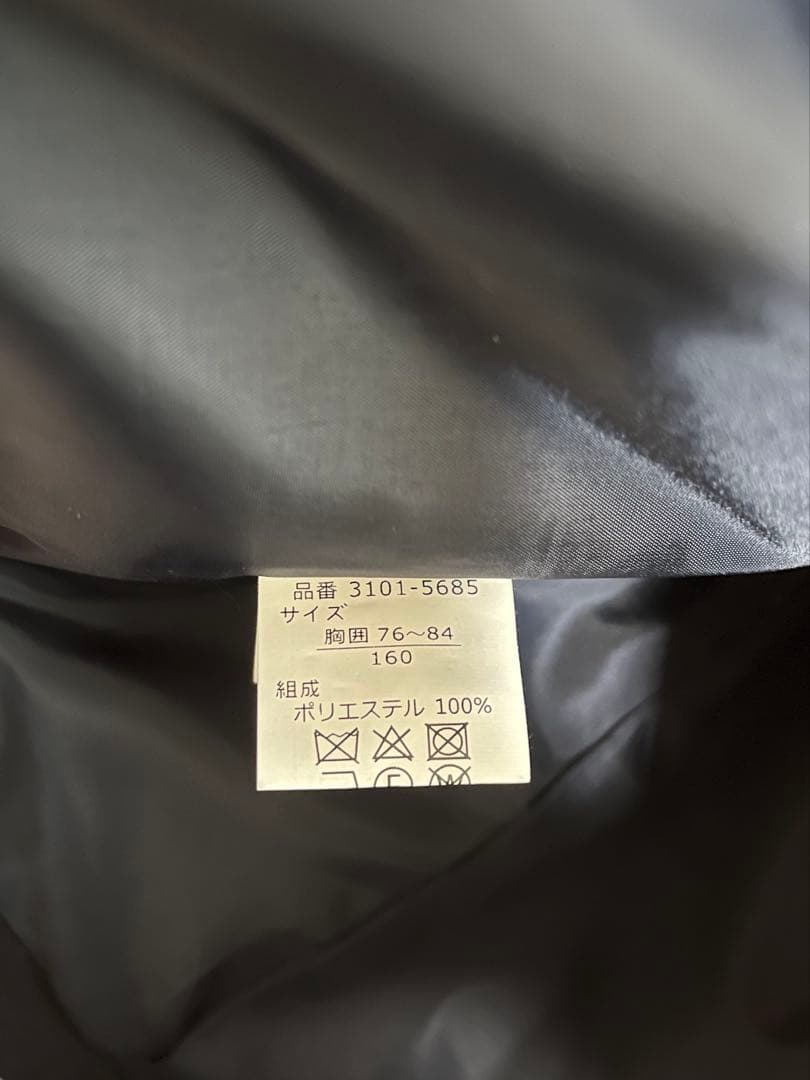 品番 3101-5685
サイズ
胸囲 76～84
160
組成
ポリエステル 100%